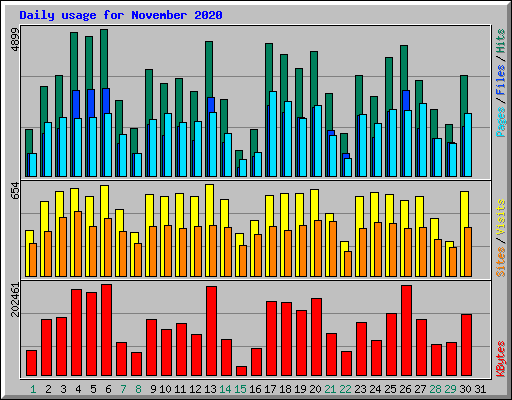 Daily usage for November 2020
4899
Pages / Files / Hits
654
Sites / Visits
202461
KBytes
1 2 3 4 5 6 7 8 9 10 11 12 13 14 15 16 17 18 19 20 21 22 23 24 25 26 27 28 29 30 31